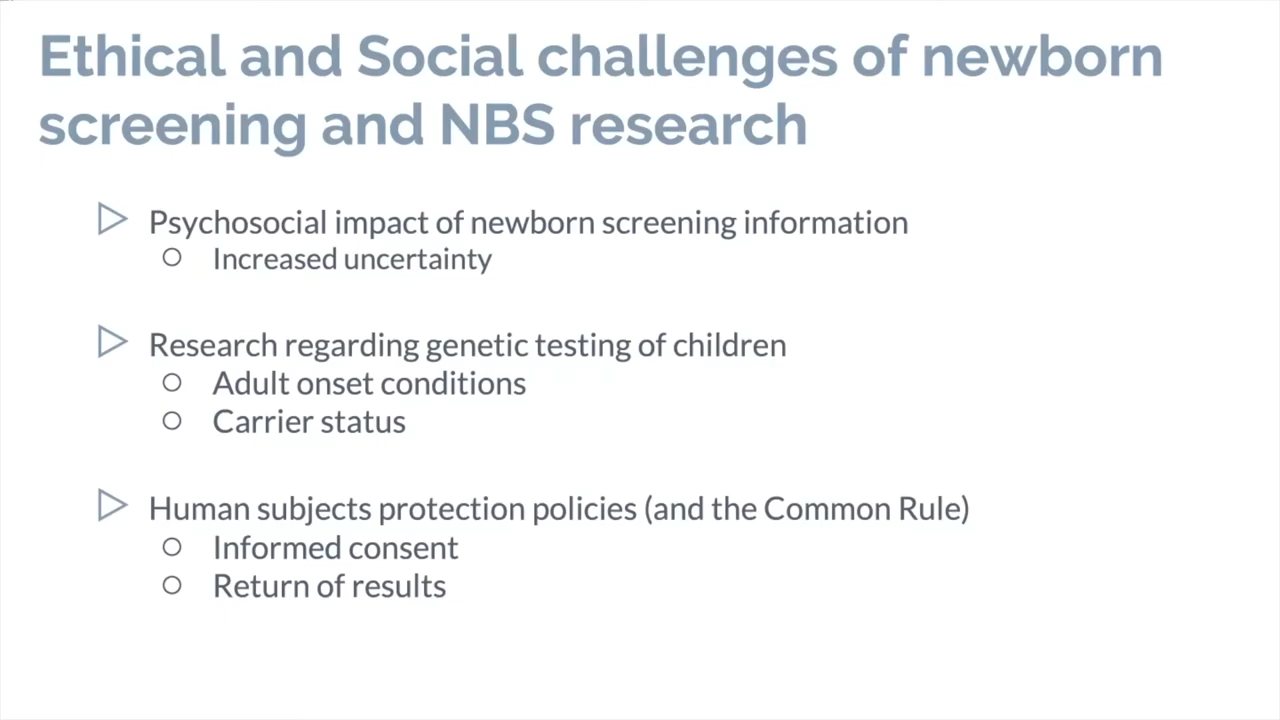 Ethical and Social challenges of newborn
screening and NBS research
Psychosocial impact of newborn screening information
Increased uncertainty
Research regarding genetic testing of children
Adult onset conditions
Carrier status
Human subjects protection policies (and the Common Rule)
Informed consent
Return of results